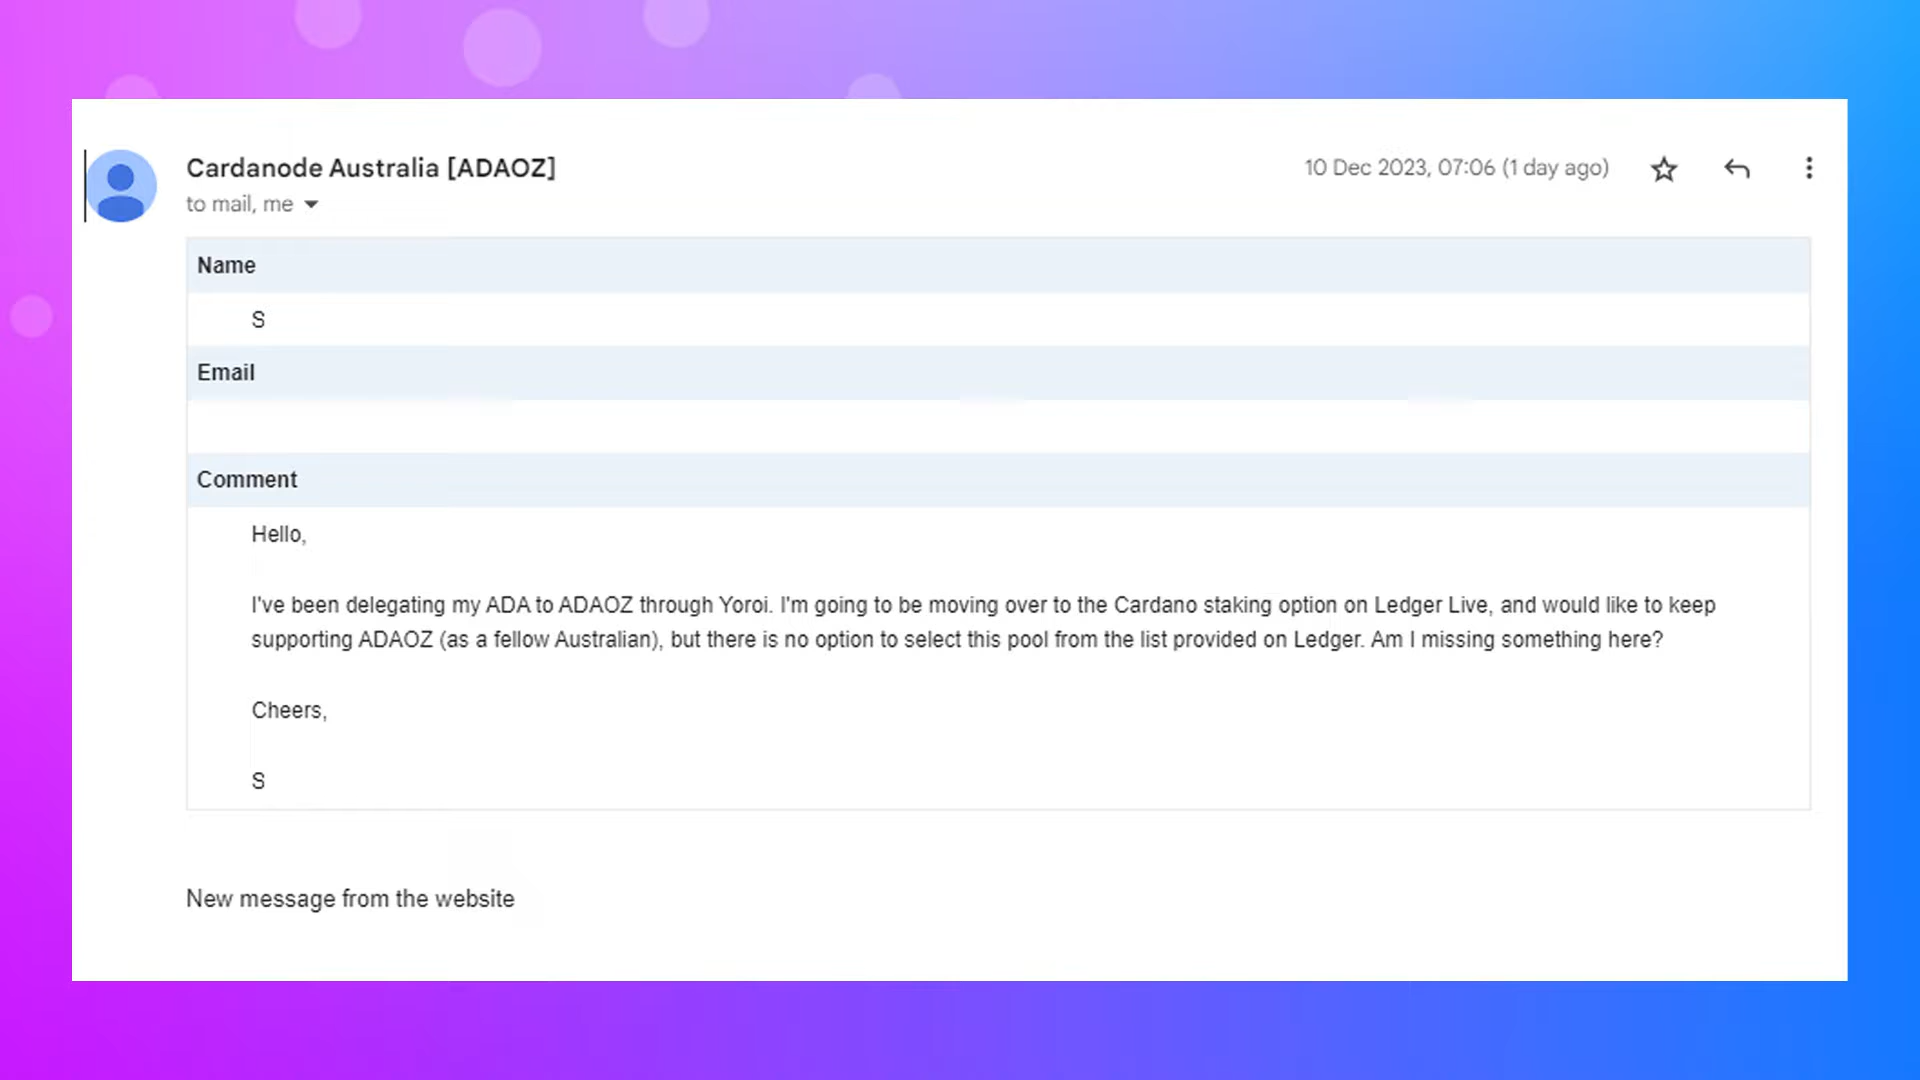 Cardanode Australia [ADAOZ]
10 Dec 2023, 07:06 (1 day ago)
to mail, me
Name
S
Email
Comment
Hello,
I've been delegating my ADA to ADAOZ through Yoroi. I'm going to be moving over to the Cardano staking option on Ledger Live, and would like to keep
supporting ADAOZ (as a fellow Australian), but there is no option to select this pool from the list provided on Ledger. Am I missing something here?
Cheers,
S
New message from the website